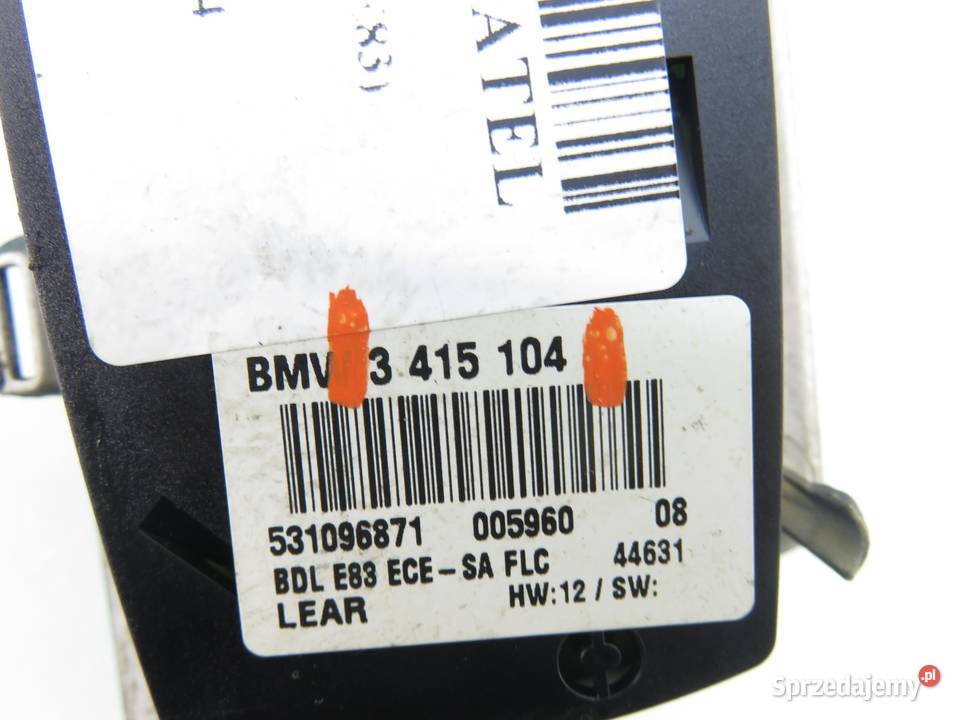 ATEL
BMW 3 415 104
531096871 005960 08
BDL E83 ECE-SA FLC 44631
LEAR HW:12 / SW:
Sprzedajemy.pl